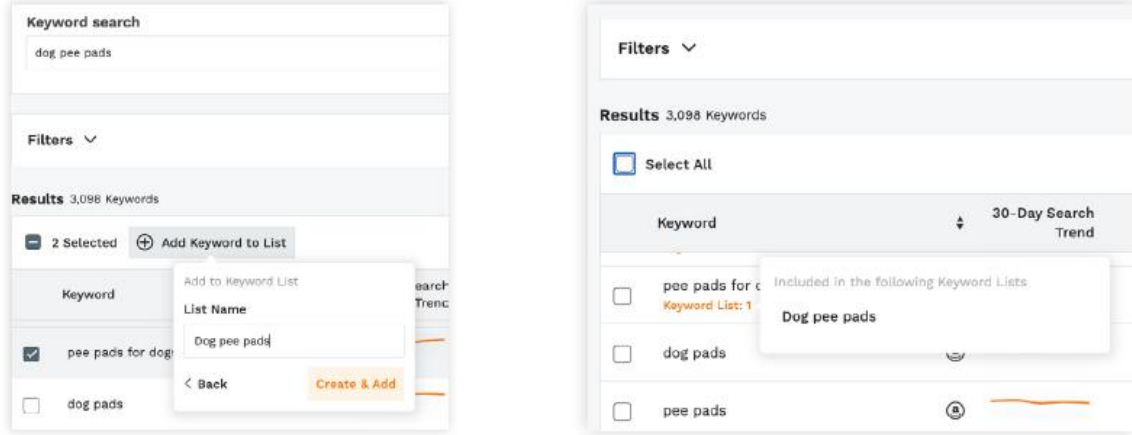 Keyword search
dog pee pads
Filters
Results 3,098 Keywords
2 Selected
Add Keyword to List
Add to Keyword List
List Name
Dog pee pads
< Back
Create & Add
Keyword
pee pads for dog
dog pads
Filters
Results 3,098 Keywords
Select All
Keyword
30-Day Search
Trend
pee pads for
Keyword List: 1
Included in the following Keyword Lists
Dog pee pads
dog pads
pee pads
a